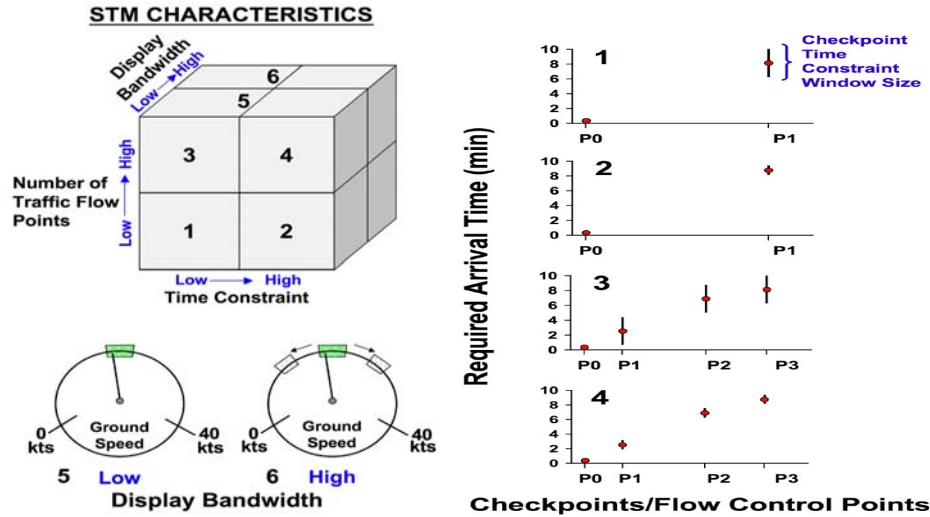 STM CHARACTERISTICS
Display
Bandwidth
Low High
6
5
3 4
1 2
Number of
Traffic Flow
Points
High
Low
Low High
Time Constraint
0
kts
Ground
Speed
40
kts
0
kts
Ground
Speed
40
kts
5 Low
6 High
Display Bandwidth
Required Arrival Time (min)
1
10
8
6
4
2
0
P0 P1
Checkpoint
Time
Constraint
Window Size
2
10
8
6
4
2
0
P0 P1
3
10
8
6
4
2
0
P0 P1 P2 P3
4
10
8
6
4
2
0
P0 P1 P2 P3
Checkpoints/Flow Control Points